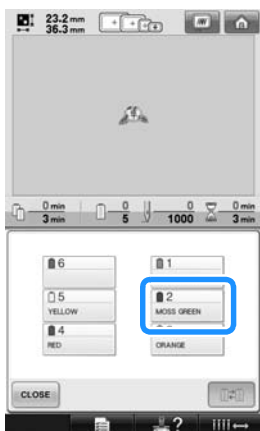 23.2 mm
36.3 mm
0 min
3 min
0
5
0
1000
0 min
3 min
6
1
5
YELLOW
2
MOSS GREEN
4
RED
ORANGE
CLOSE
?